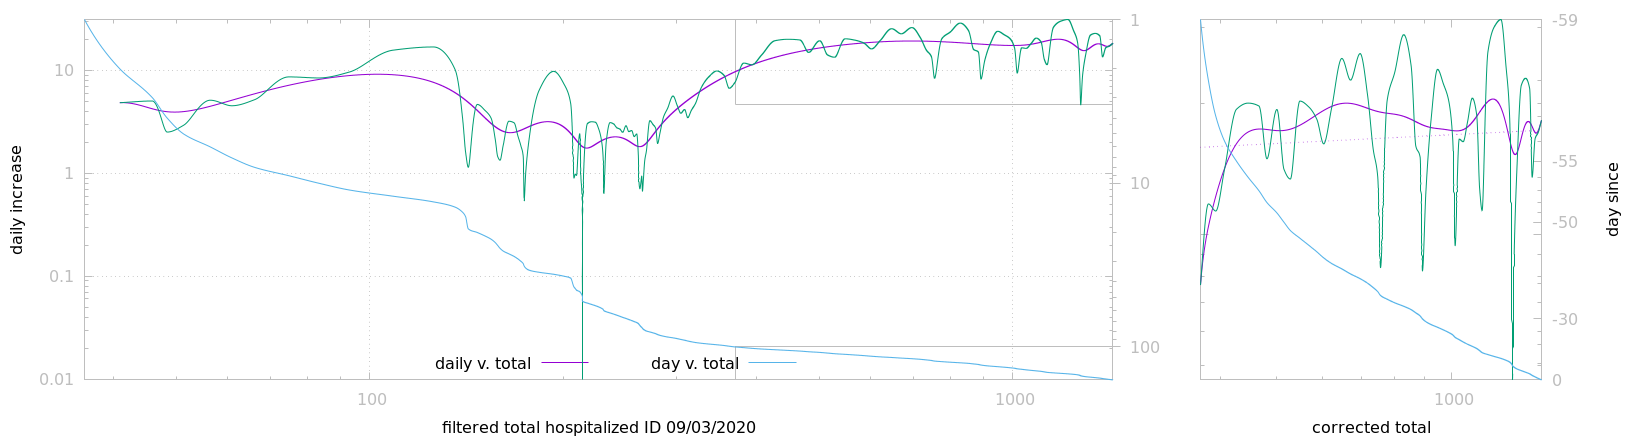 daily increase
10
1
0.1
0.01
100
1000
1
10
100
daily v. total
day v. total
filtered total hospitalized ID 09/03/2020
-59
-55
-50
-30
0
day since
1000
corrected total